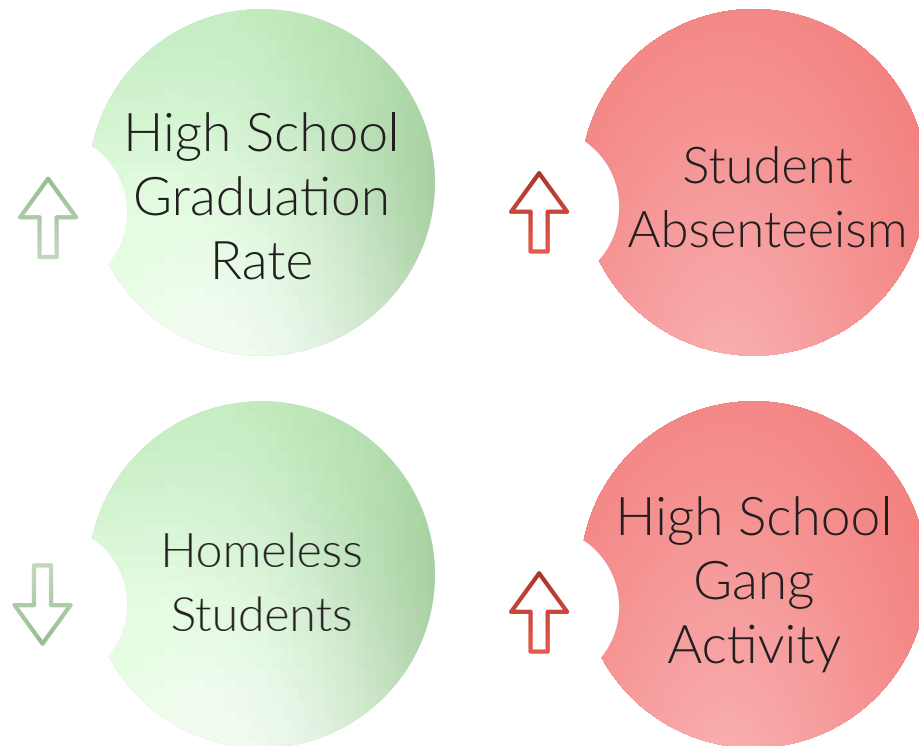 High School
Graduation
Rate
Student
Absenteeism
Homeless
Students
High School
Gang
Activity